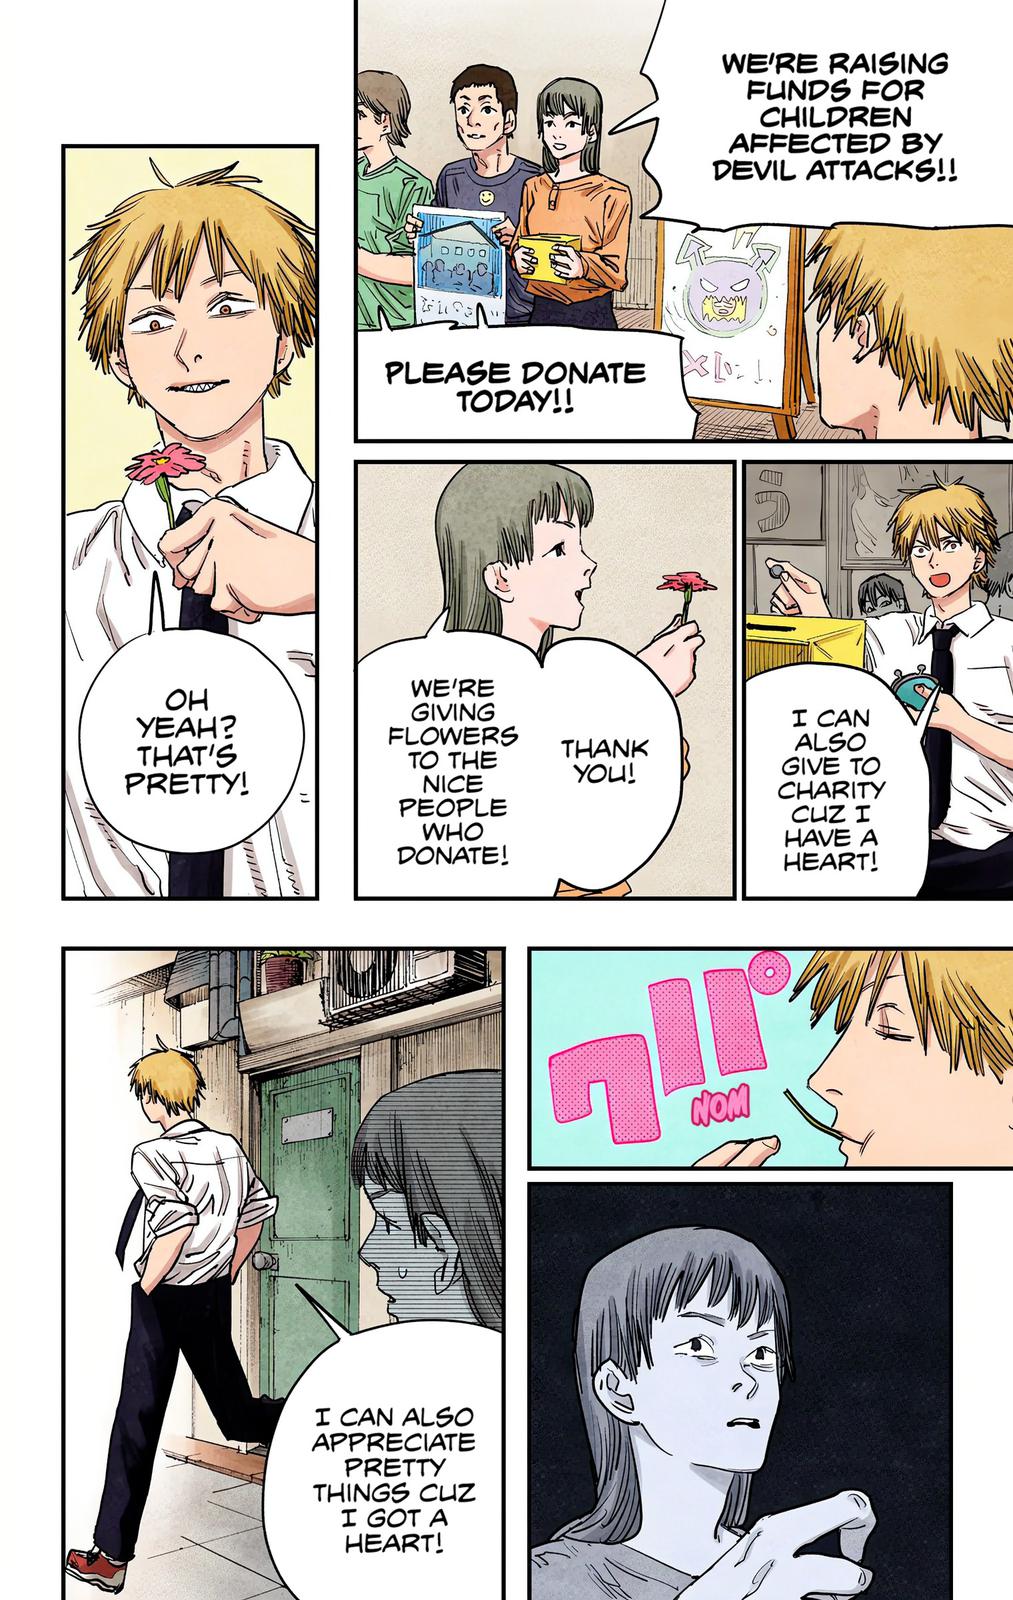 WE'RE RAISING
FUNDS FOR
CHILDREN
AFFECTED BY
DEVIL ATTACKS!!
PLEASE DONATE
TODAY!!
I CAN
ALSO
GIVE TO
CHARITY
CUZ I
HAVE A
HEART!
THANK
YOU!
WE'RE
GIVING
FLOWERS
TO THE
NICE
PEOPLE
WHO
DONATE!
OH
YEAH?
THAT'S
PRETTY!
クパ
NOM
I CAN ALSO
APPRECIATE
PRETTY
THINGS CUZ
I GOT A
HEART!